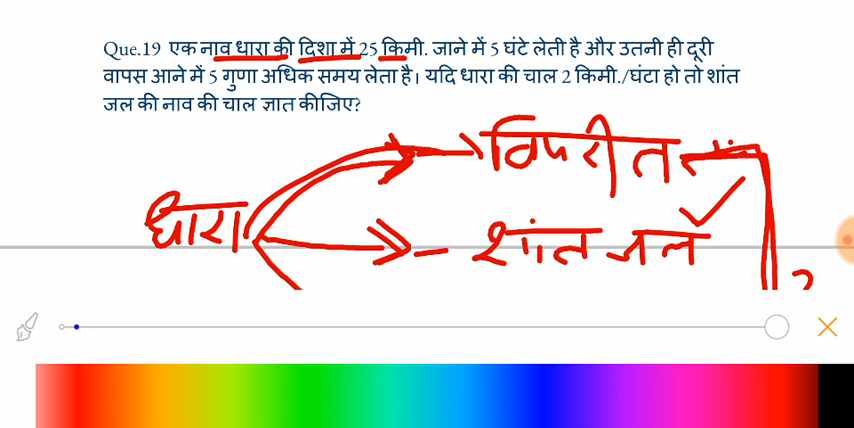 Que.19 एक नाव धारा की दिशा में 25 किमी. जाने में 5 घंटे लेती है और उतनी ही दूरी
वापस आने में 5 गुणा अधिक समय लेता है। यदि धारा की चाल 2 किमी./घंटा हो तो शांत
जल की नाव की चाल ज्ञात कीजिए?
विपरीत
धारा
शांत जल
?